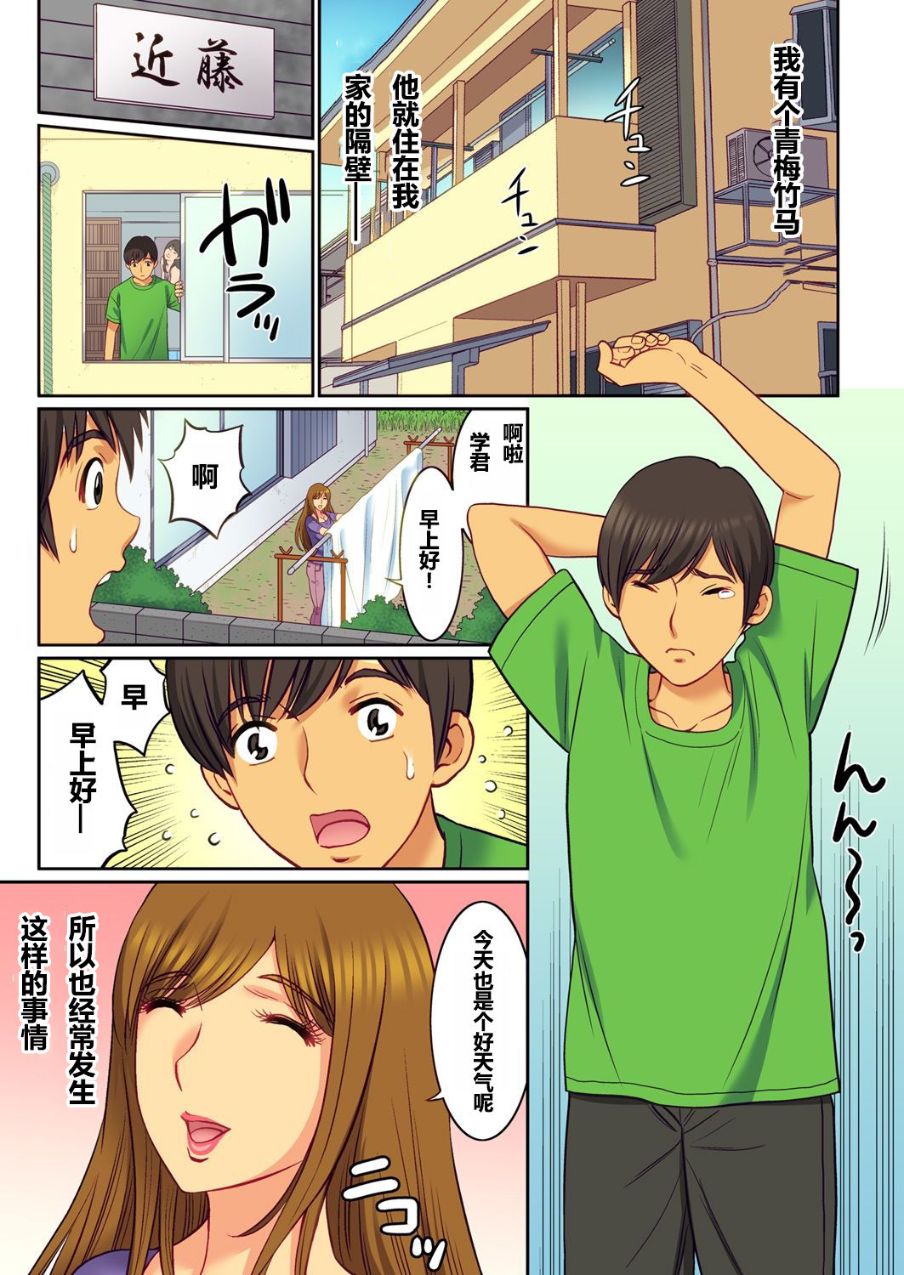 我有个青梅竹马
他就住在我
家的隔壁——
チュン
チュン
近藤
ガラッ
んん～っ
啊啦
学君
早上好！
啊
早
早上好—
今天也是个好天气呢
所以也经常发生
这样的事情
ニコッ